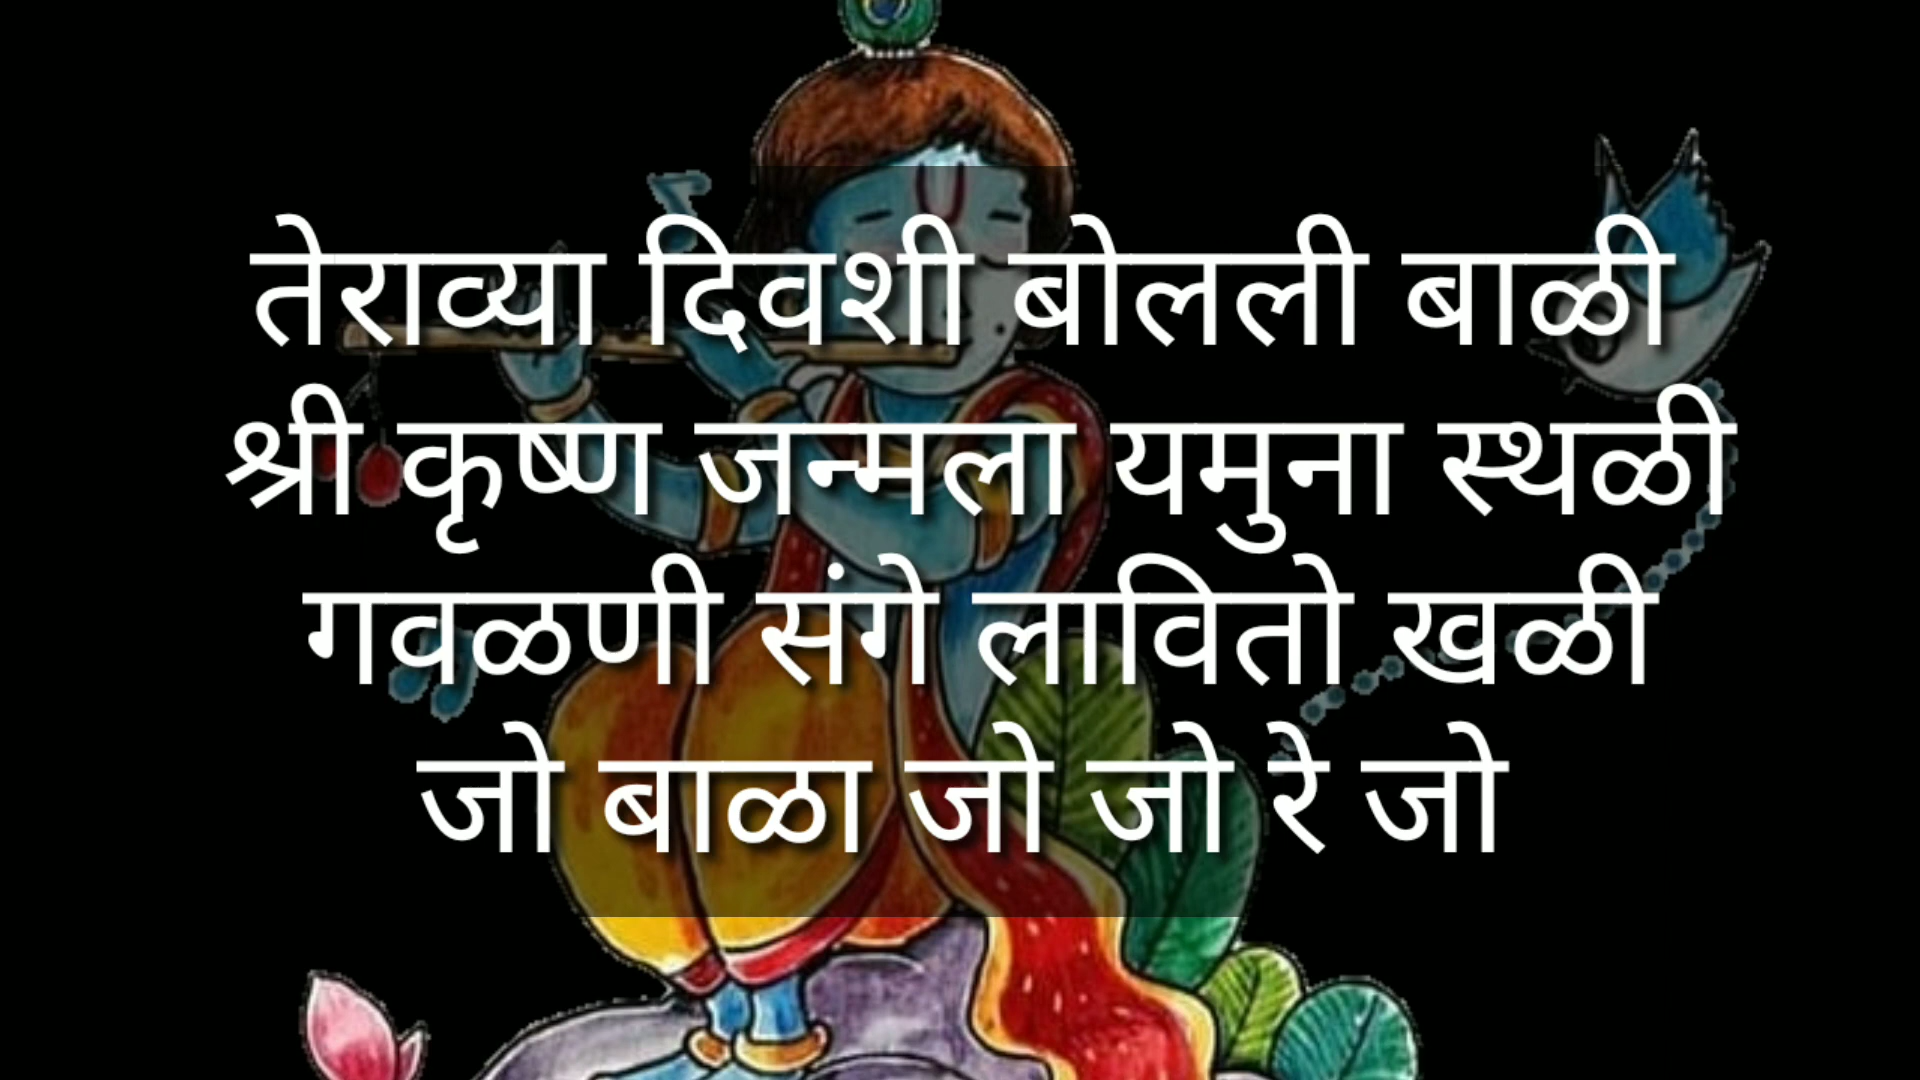 तेराव्या दिवशी बोलली बाळी
श्री कृष्ण जन्मला यमुना स्थळी
गवळणी संगे लावितो खळी
जो बाळा जो जो रे जो